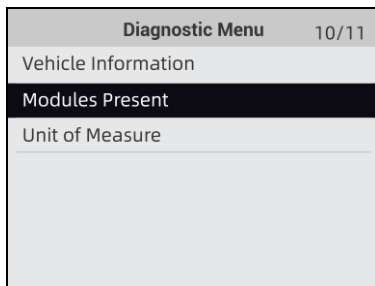 Diagnostic Menu 10/11
Vehicle Information
Modules Present
Unit of Measure